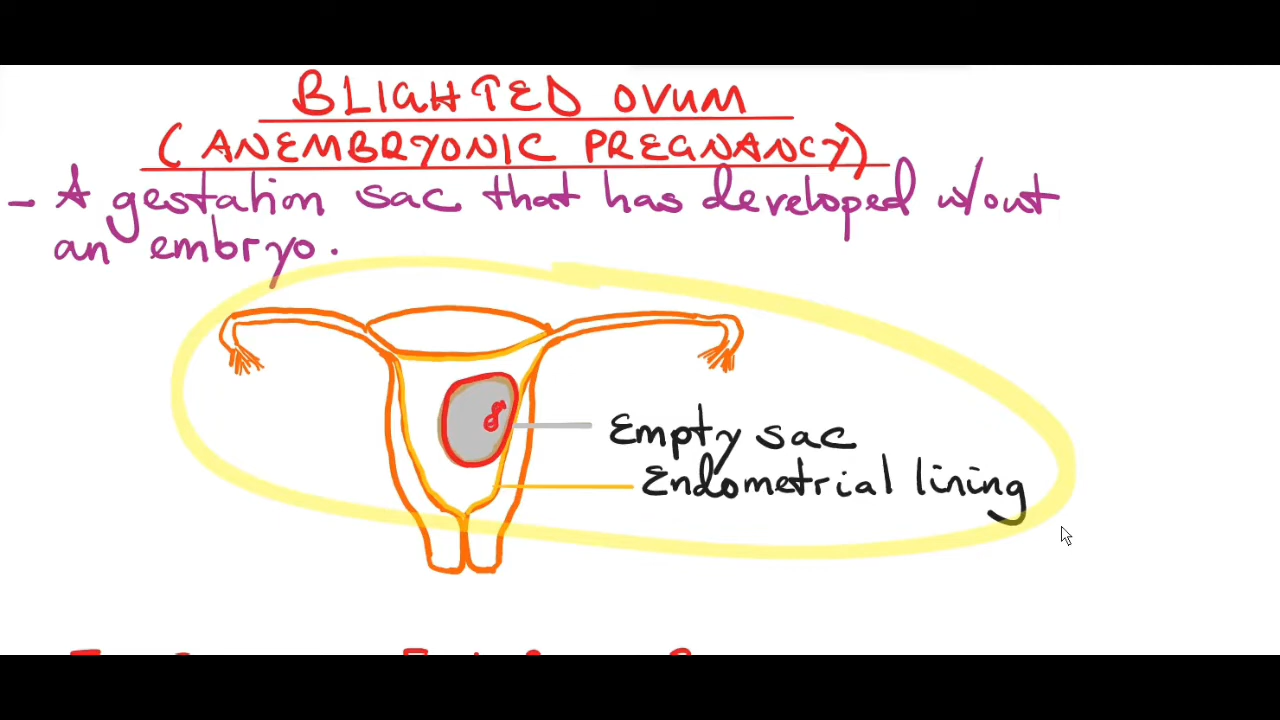 BLIGHTED OVUM
(ANEMBRYONIC PREGNANCY)
- A gestation sac that has developed w/out
an embryo.
Empty sac
Endometrial lining